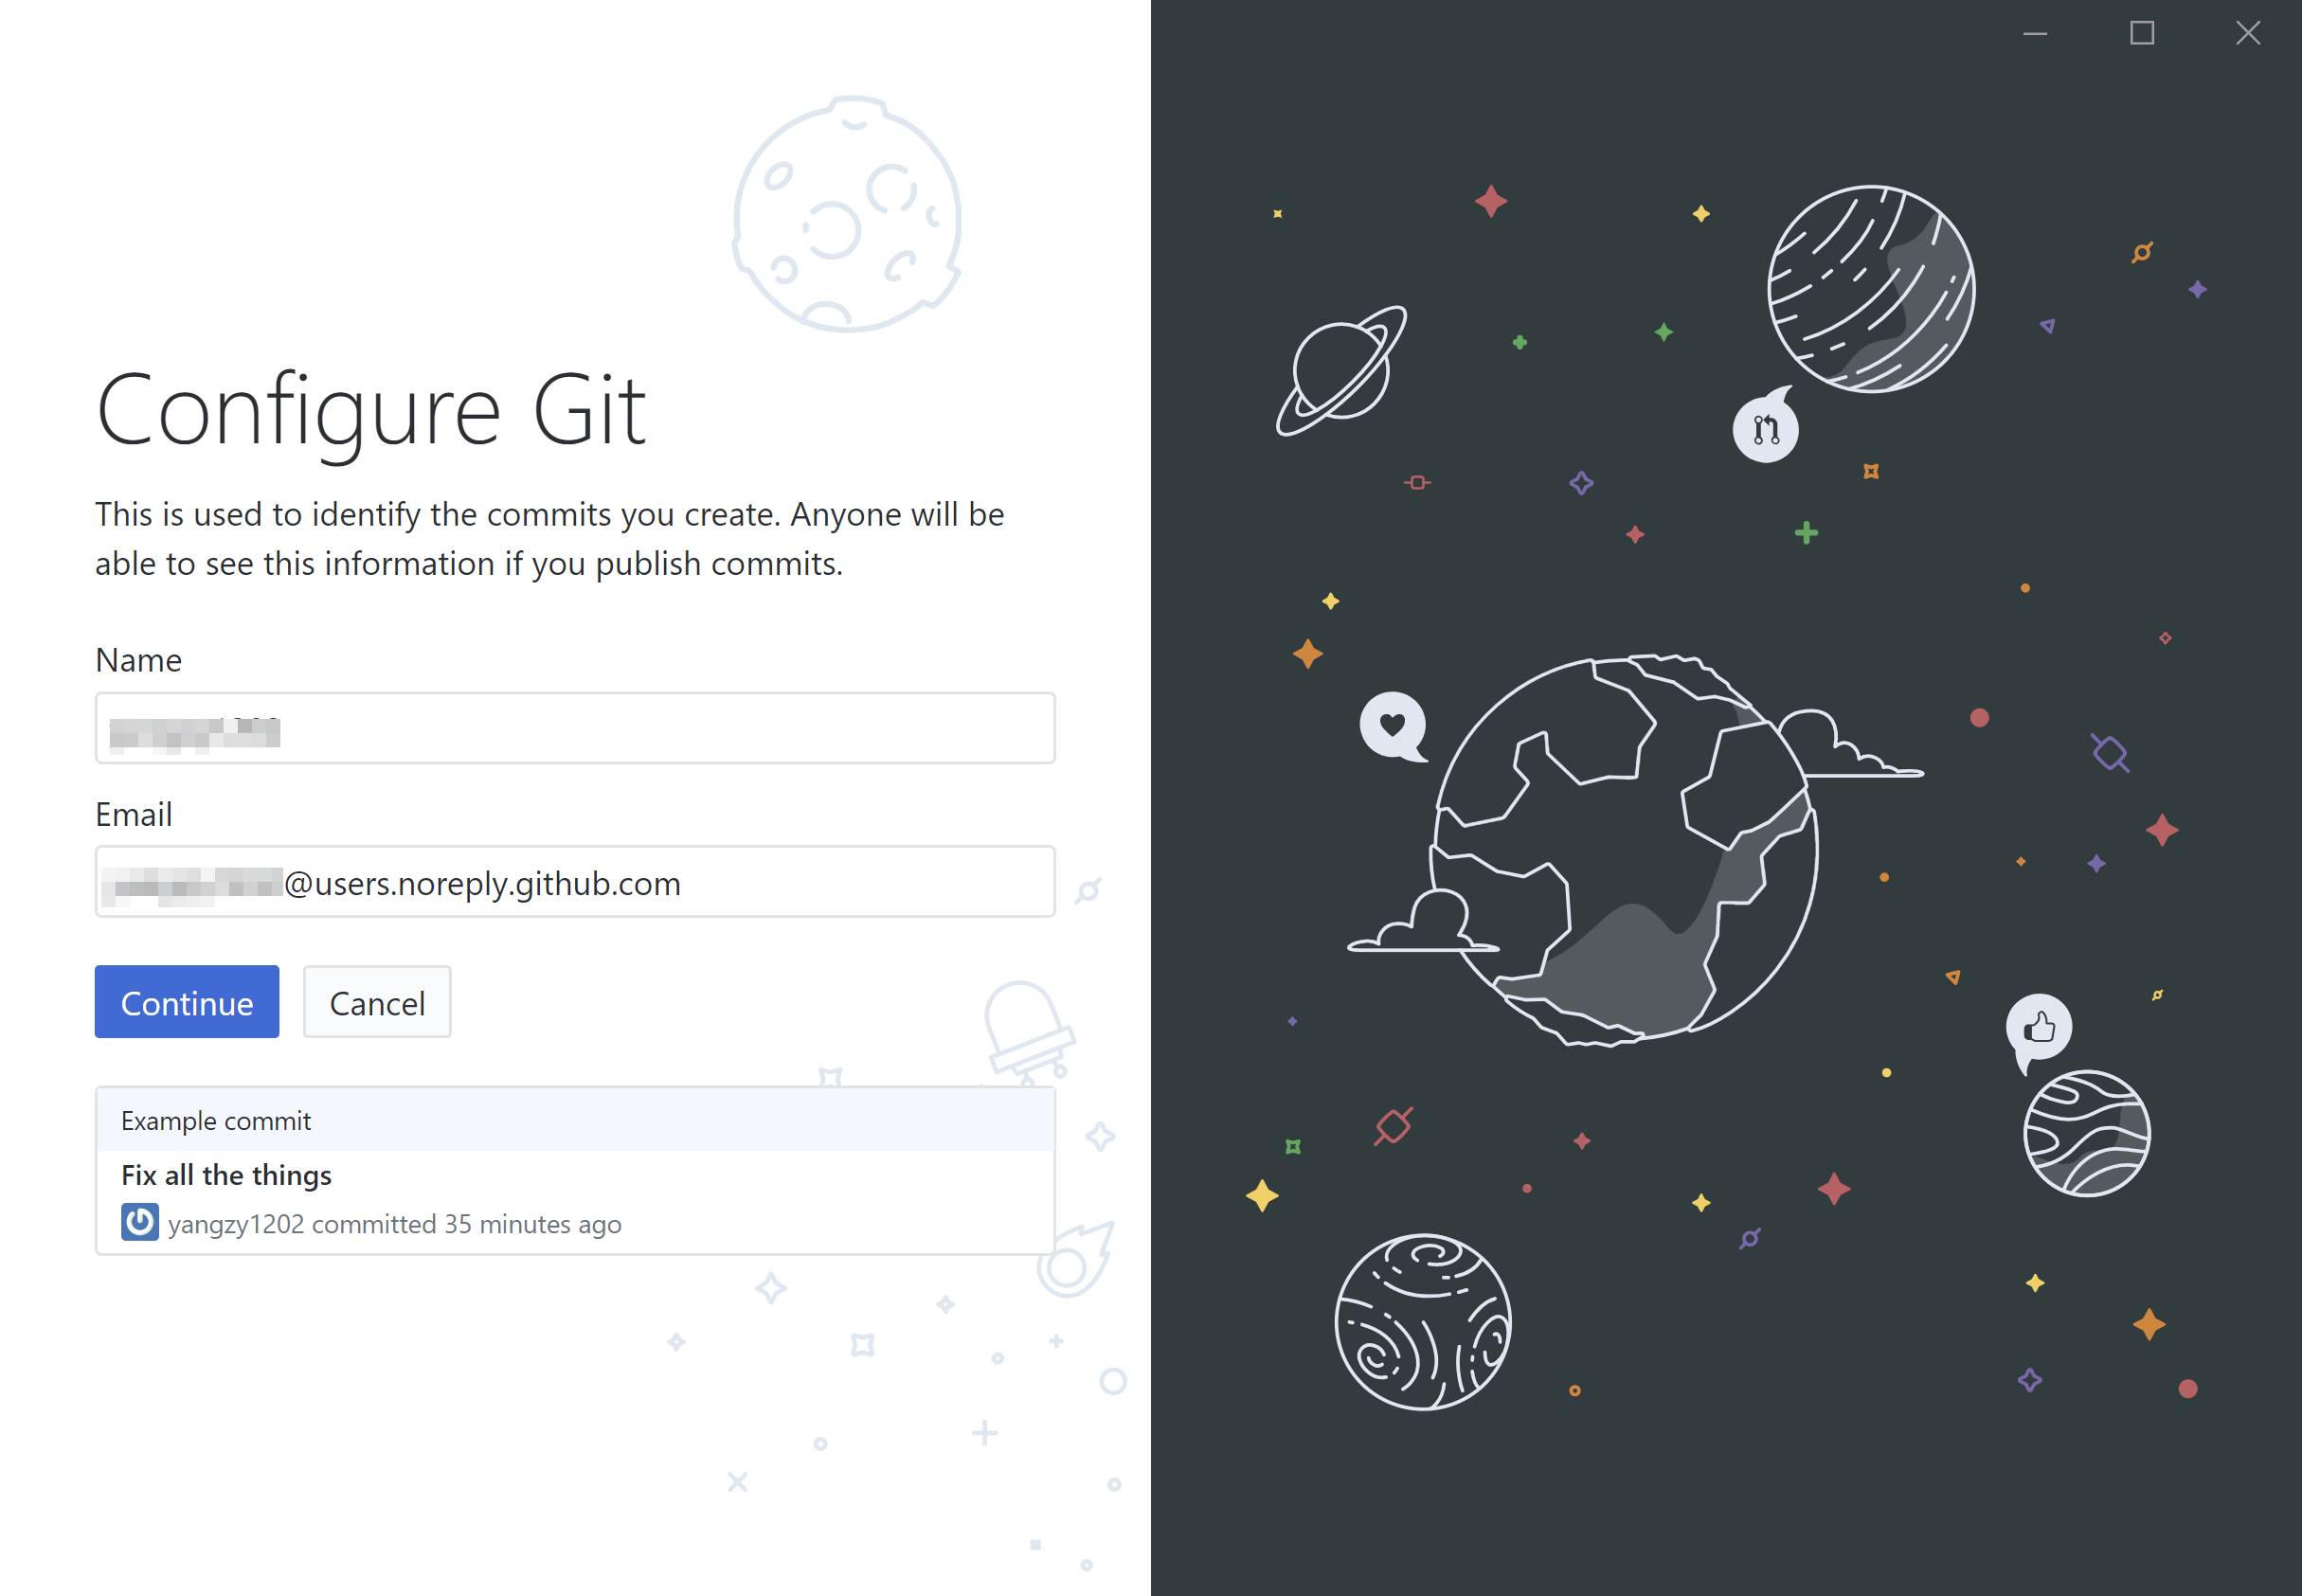 Configure Git
This is used to identify the commits you create. Anyone will be
able to see this information if you publish commits.
Name
Email
@users.noreply.github.com
Continue
Cancel
Example commit
Fix all the things
yangzy1202 committed 35 minutes ago